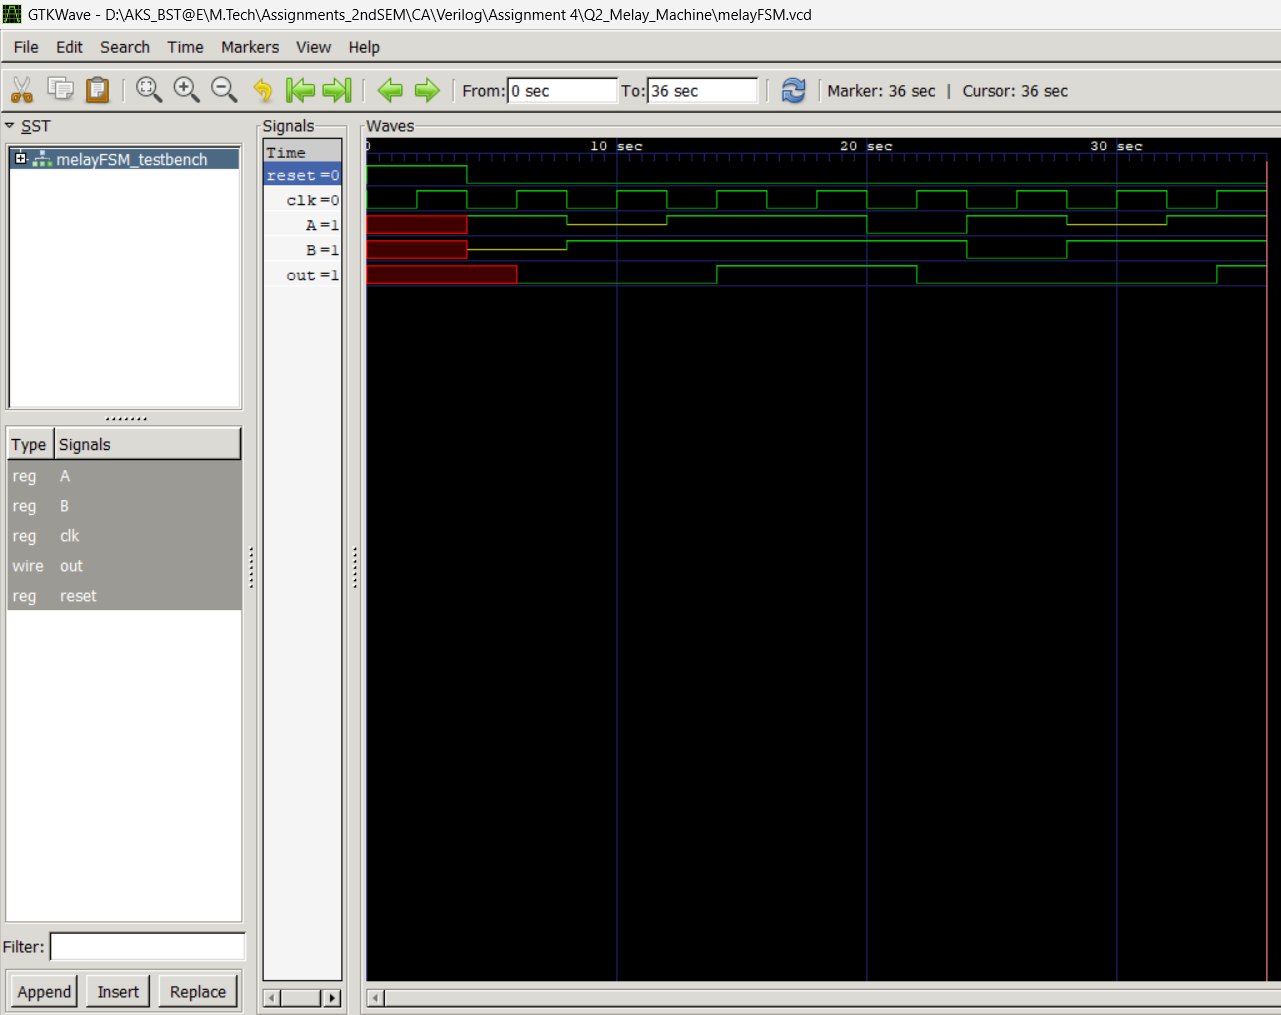 GTKWave - D:\AKS_BST@E\M.Tech\Assignments_2ndSEM\CA\Verilog\Assignment 4\Q2_Melay_Machine\melayFSM.vcd
File Edit Search Time Markers View Help
From: 0 sec To: 36 sec Marker: 36 sec | Cursor: 36 sec
SST
melayFSM_testbench
Signals
Time
reset =0
clk =0
A =1
B =1
out =1
Waves
0 10 sec 20 sec 30 sec
Type Signals
reg A
reg B
reg clk
wire out
reg reset
Filter:
Append Insert Replace